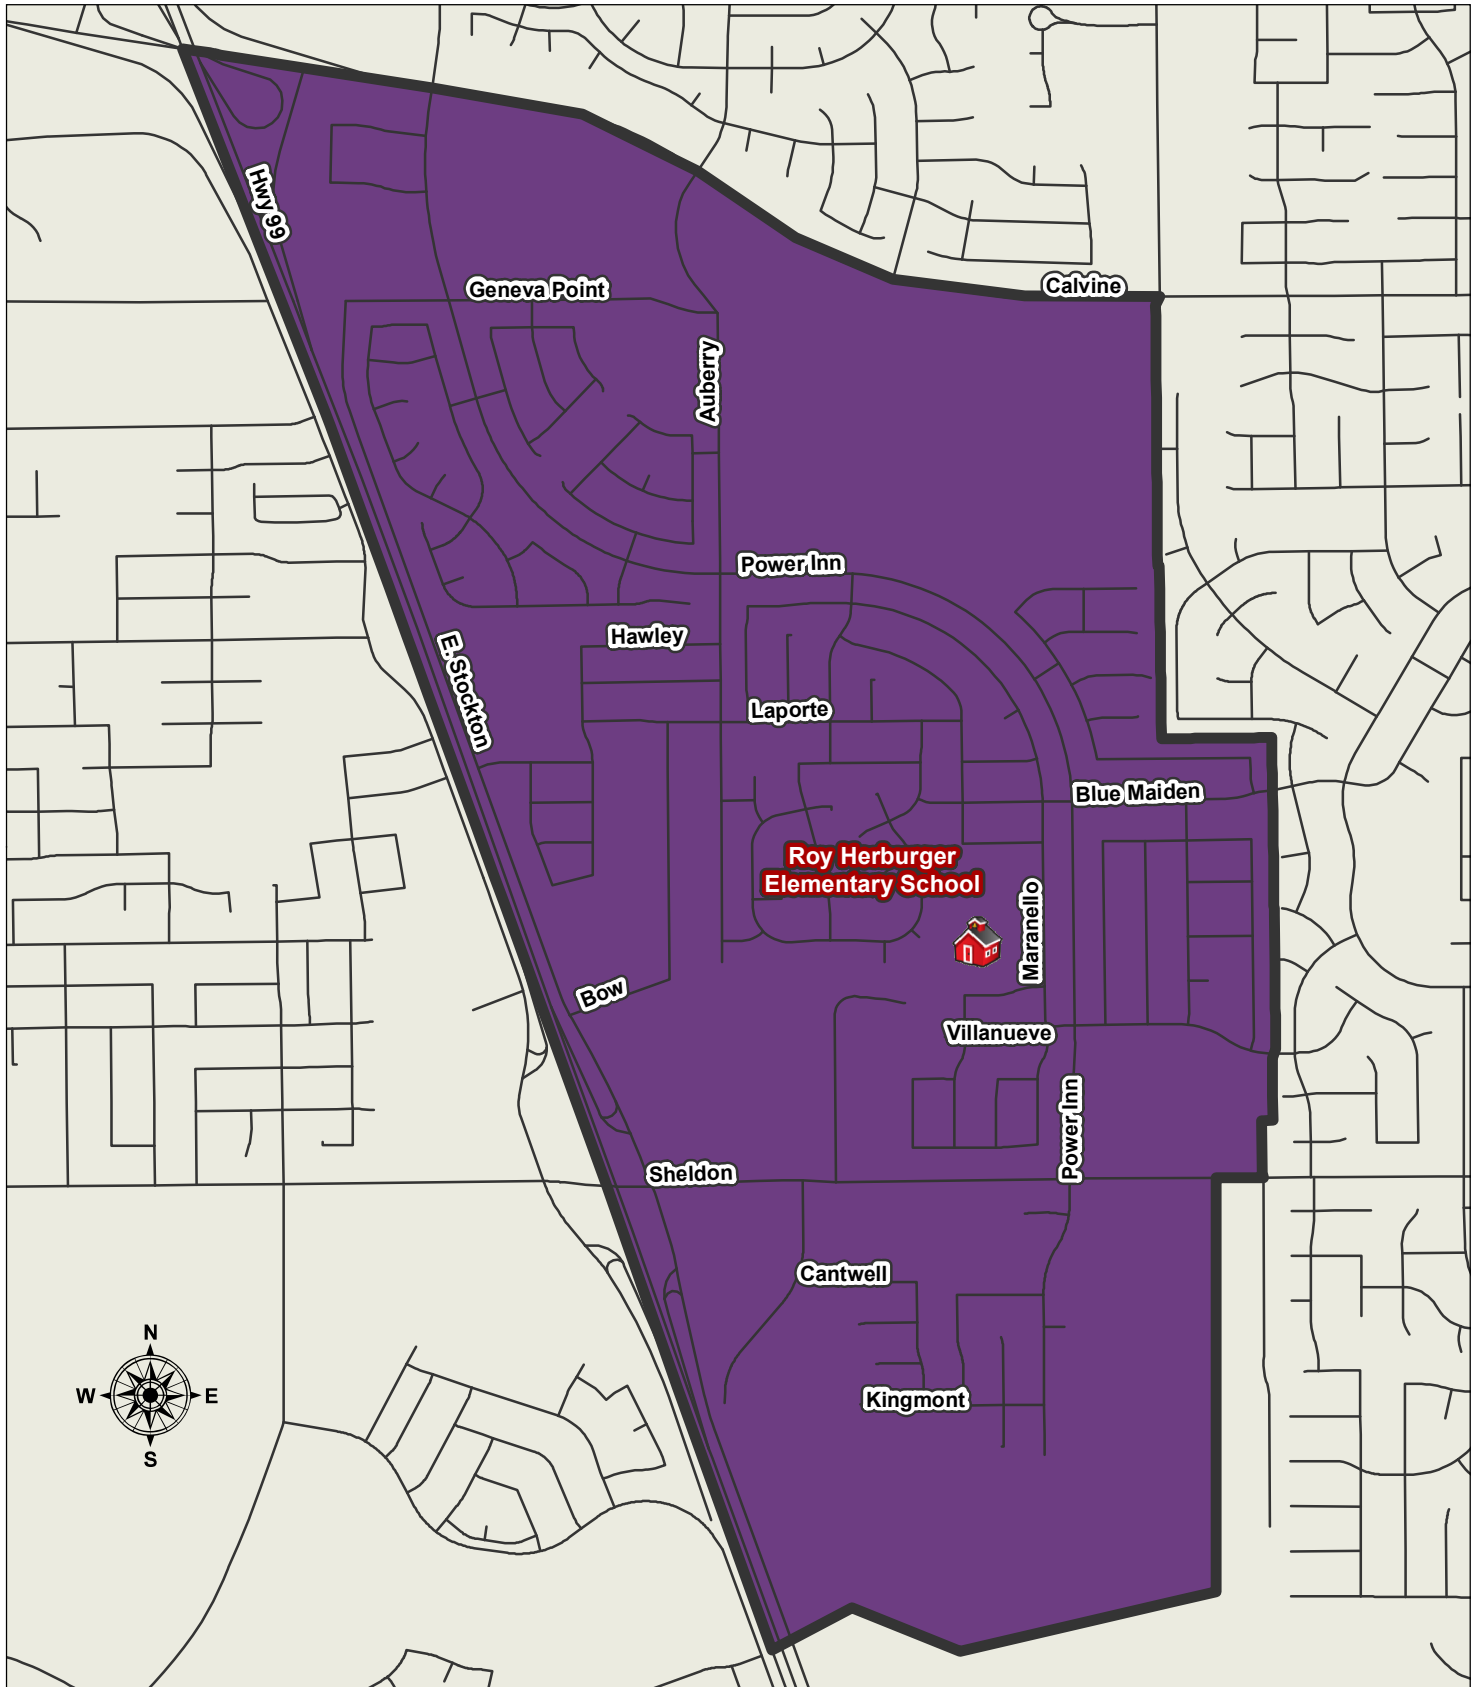 Hwy 99
Geneva Point
Calvine
Auberry
Power Inn
Hawley
E. Stockton
Laporte
Blue Maiden
Roy Herburger
Elementary School
Maranello
Bow
Villanueve
Power Inn
Sheldon
Cantwell
Kingmont
N
W
E
S